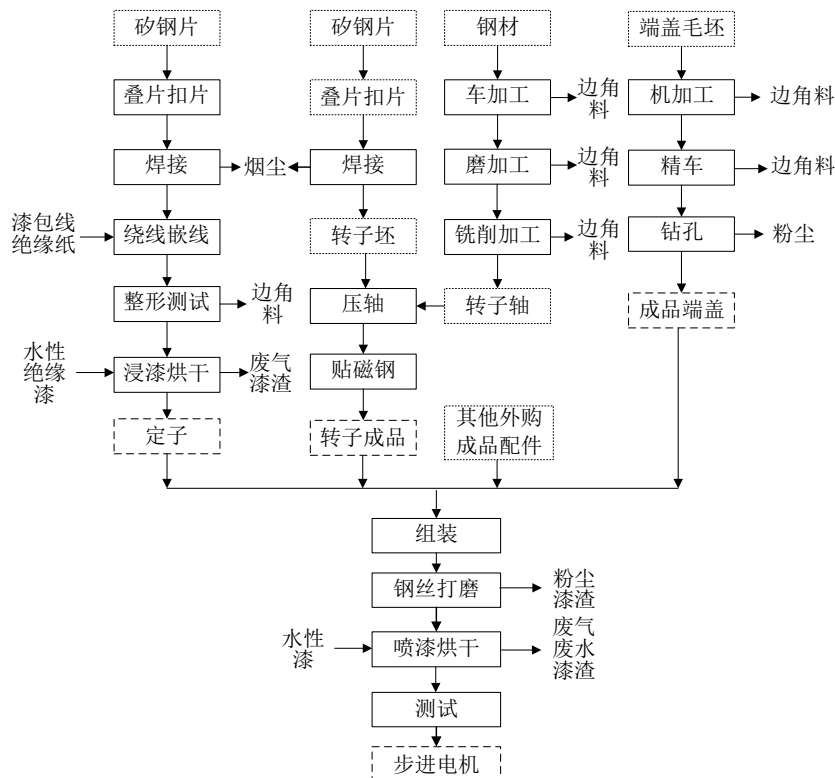 矽钢片
矽钢片
钢材
端盖毛坯
叠片扣片
叠片扣片
车加工
边角
料
机加工
边角料
焊接
烟尘
焊接
磨加工
边角
料
精车
边角料
漆包线
绝缘纸
绕线嵌线
转子坯
铣削加工
边角
料
钻孔
粉尘
整形测试
边角
料
压轴
转子轴
成品端盖
水性
绝缘
漆
浸漆烘干
废气
漆渣
贴磁钢
定子
转子成品
其他外购
成品配件
组装
钢丝打磨
粉尘
漆渣
水性
漆
喷漆烘干
废气
废水
漆渣
测试
步进电机